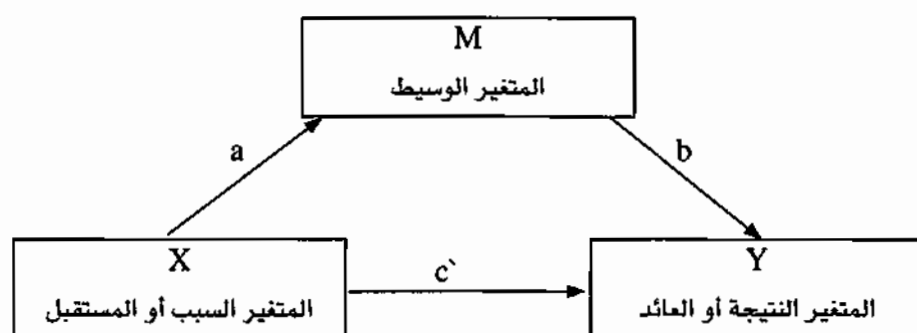 M
المتغير الوسيط
a
b
X
المتغير السبب أو المستقبل
c`
Y
المتغير النتيجة أو العائد